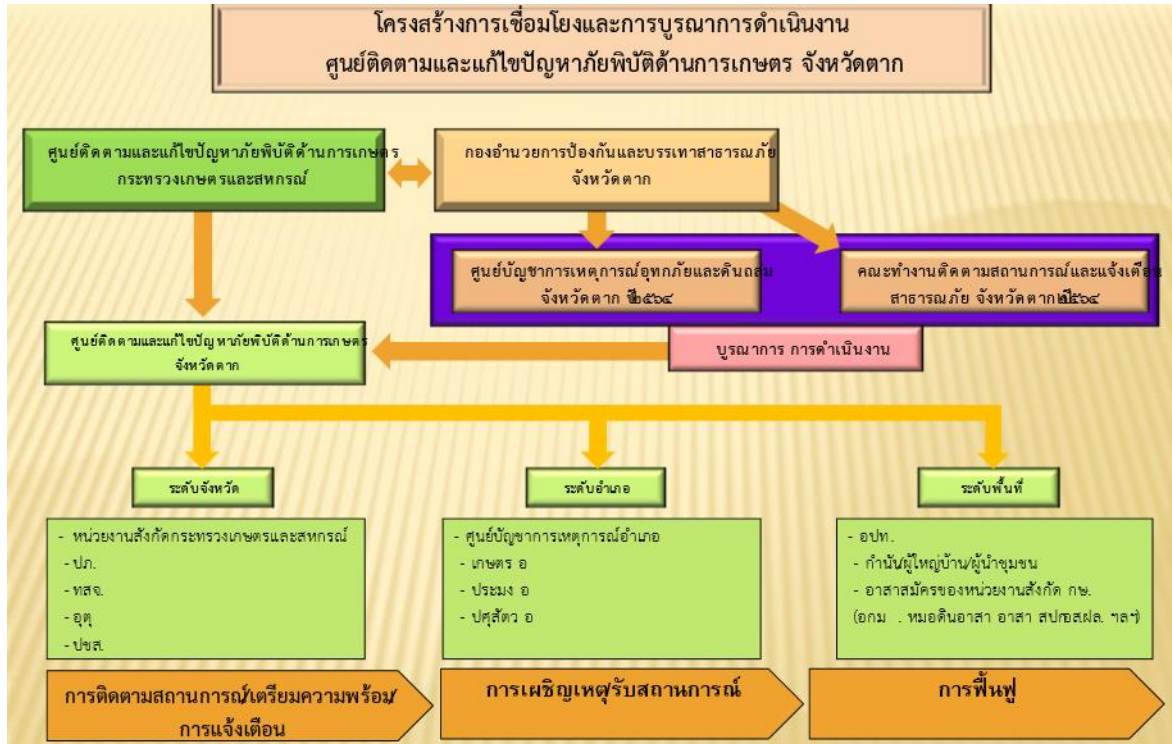 โครงสร้างการเชื่อมโยงและการบูรณาการดำเนินงาน
ศูนย์ติดตามและแก้ไขปัญหาภัยพิบัติด้านการเกษตร จังหวัดตาก
ศูนย์ติดตามและแก้ไขปัญหาภัยพิบัติด้านการเกษตร
กระทรวงเกษตรและสหกรณ์
กองอำนวยการป้องกันและบรรเทาสาธารณภัย
จังหวัดตาก
ศูนย์บัญชาการเหตุการณ์อุทกภัยและดินถล่ม
จังหวัดตาก ปี๒๕๖๔
คณะทำงานติดตามสถานการณ์และแจ้งเตือน
สาธารณภัย จังหวัดตาก ปี๒๕๖๔
ศูนย์ติดตามและแก้ไขปัญหาภัยพิบัติด้านการเกษตร
จังหวัดตาก
บูรณาการ การดำเนินงาน
ระดับจังหวัด
- หน่วยงานสังกัดกระทรวงเกษตรและสหกรณ์
- ปภ.
- ทสจ.
- อุตุ
- ปชส.
ระดับอำเภอ
- ศูนย์บัญชาการเหตุการณ์อำเภอ
- เกษตร อ
- ประมง อ
- ปศุสัตว อ
ระดับพื้นที่
- อปท.
- กำนัน/ผู้ใหญ่บ้าน/ผู้นำชุมชน
- อาสาสมัครของหน่วยงานสังกัด กษ.
(อกม . หมอดินอาสา อาสา สปก อสฝล. ฯลฯ)
การติดตามสถานการณ์/เตรียมความพร้อม/
การแจ้งเตือน
การเผชิญเหตุ/รับสถานการณ์
การฟื้นฟู